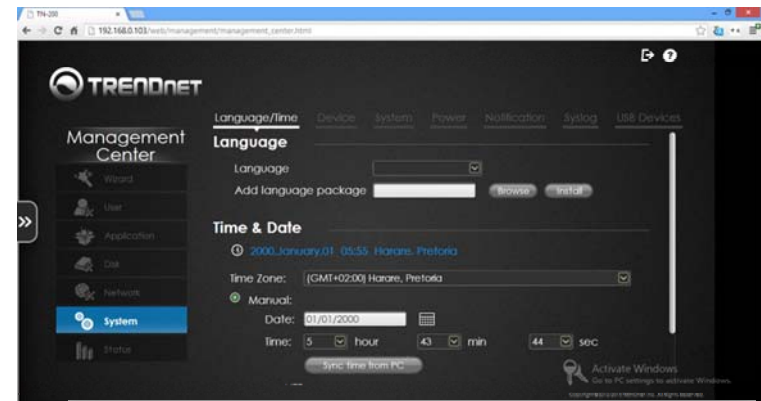 TN-200
192.168.0.103/web/management/management_center.html
TRENDNET
Management
Center
Wizard
User
Application
Disk
Network
System
Status
Language/Time Device System Power Notification Syslog USB Devices
Language
Language
Add language package Browse Install
Time & Date
2000.January.01 05:55 Harare, Pretoria
Time Zone: (GMT+02:00) Harare, Pretoria
Manual:
Date: 01/01/2000
Time: 5 hour 43 min 44 sec
Sync time from PC
Activate Windows
Go to PC settings to activate Windows.